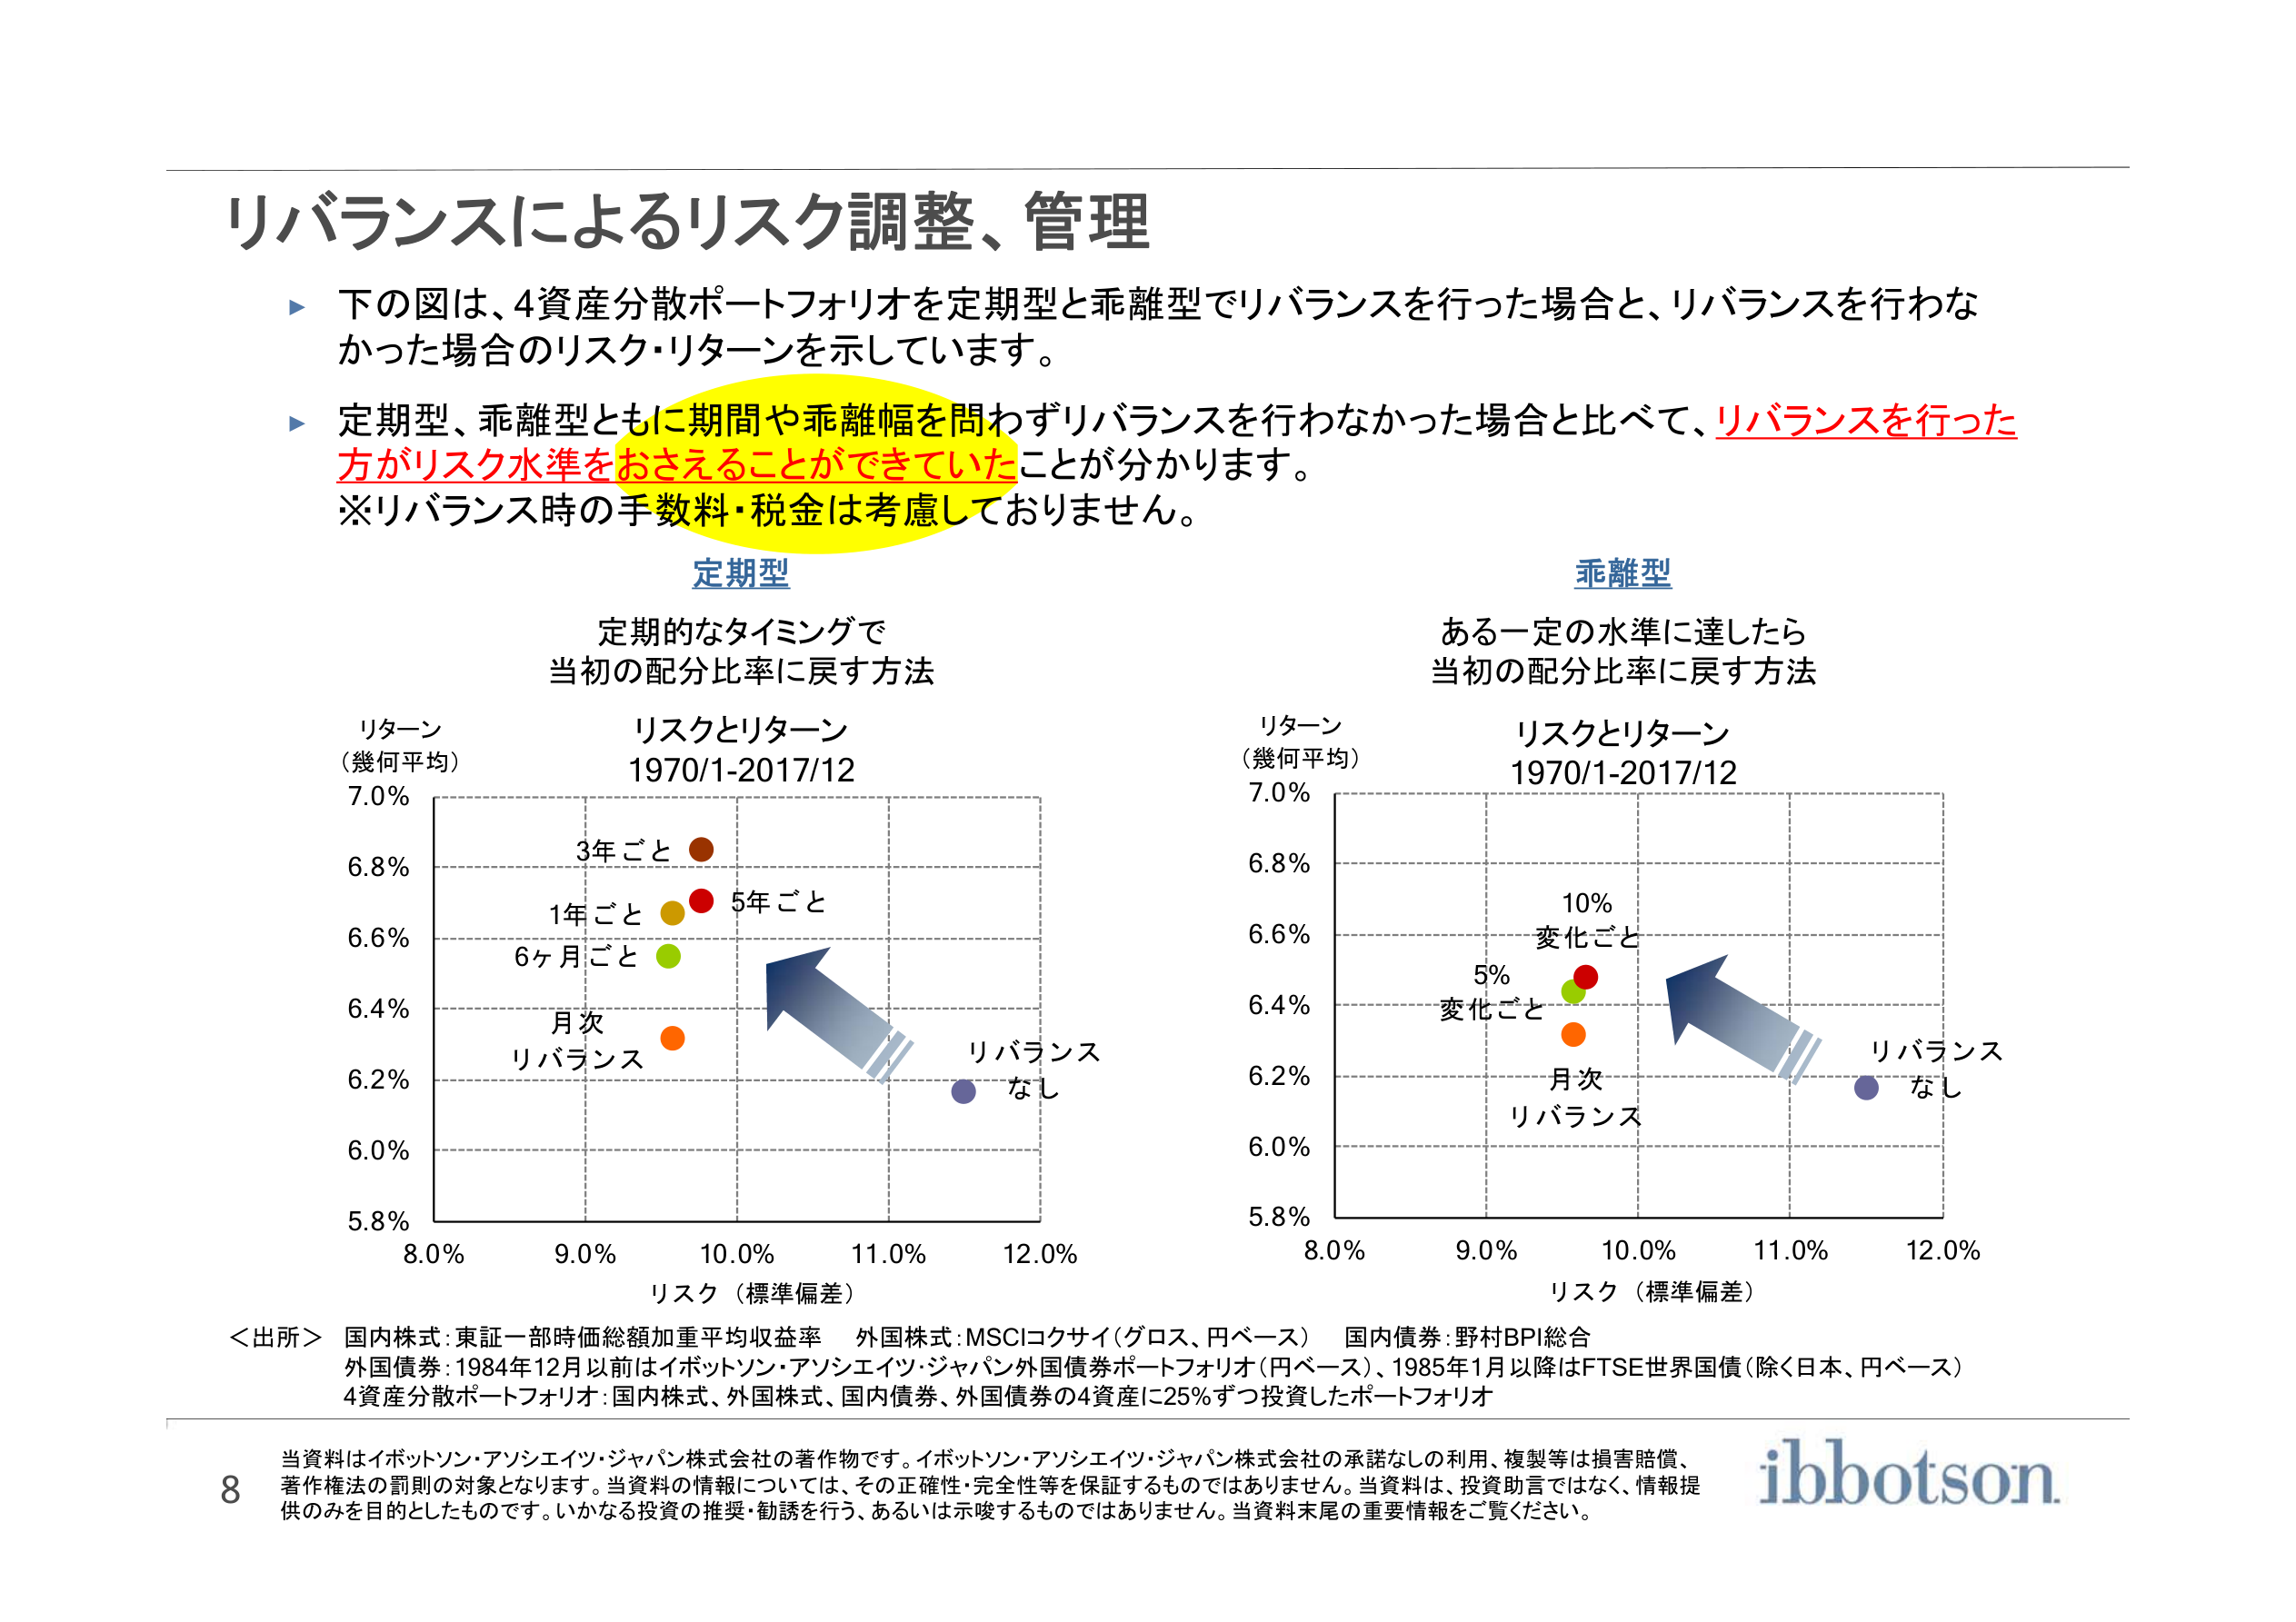 リバランスによるリスク調整、管理
▶ 下の図は、4資産分散ポートフォリオを定期型と乖離型でリバランスを行った場合と、リバランスを行わな
かった場合のリスク・リターンを示しています。
▶ 定期型、乖離型ともに期間や乖離幅を問わずリバランスを行わなかった場合と比べて、リバランスを行った
方がリスク水準をおさえることができていたことが分かります。
※リバランス時の手数料・税金は考慮しておりません。
定期型
定期的なタイミングで
当初の配分比率に戻す方法
リターン
（幾何平均）
リスクとリターン
1970/1-2017/12
7.0%
6.8%
6.6%
6.4%
6.2%
6.0%
5.8%
3年ごと
5年ごと
1年ごと
6ヶ月ごと
月次
リバランス
リバランス
なし
8.0% 9.0% 10.0% 11.0% 12.0%
リスク（標準偏差）
乖離型
ある一定の水準に達したら
当初の配分比率に戻す方法
リターン
（幾何平均）
リスクとリターン
1970/1-2017/12
7.0%
6.8%
6.6%
6.4%
6.2%
6.0%
5.8%
10%
変化ごと
5%
変化ごと
月次
リバランス
リバランス
なし
8.0% 9.0% 10.0% 11.0% 12.0%
リスク（標準偏差）
＜出所＞ 国内株式：東証一部時価総額加重平均収益率 外国株式：MSCIコクサイ（グロス、円ベース） 国内債券：野村BPI総合
外国債券：1984年12月以前はイボットソン・アソシエイツ・ジャパン外国債券ポートフォリオ（円ベース）、1985年1月以降はFTSE世界国債（除く日本、円ベース）
4資産分散ポートフォリオ：国内株式、外国株式、国内債券、外国債券の4資産に25%ずつ投資したポートフォリオ
8
当資料はイボットソン・アソシエイツ・ジャパン株式会社の著作物です。イボットソン・アソシエイツ・ジャパン株式会社の承諾なしの利用、複製等は損害賠償、
著作権法の罰則の対象となります。当資料の情報については、その正確性・完全性等を保証するものではありません。当資料は、投資助言ではなく、情報提
供のみを目的としたものです。いかなる投資の推奨・勧誘を行う、あるいは示唆するものではありません。当資料末尾の重要情報をご覧ください。
ibbotson.